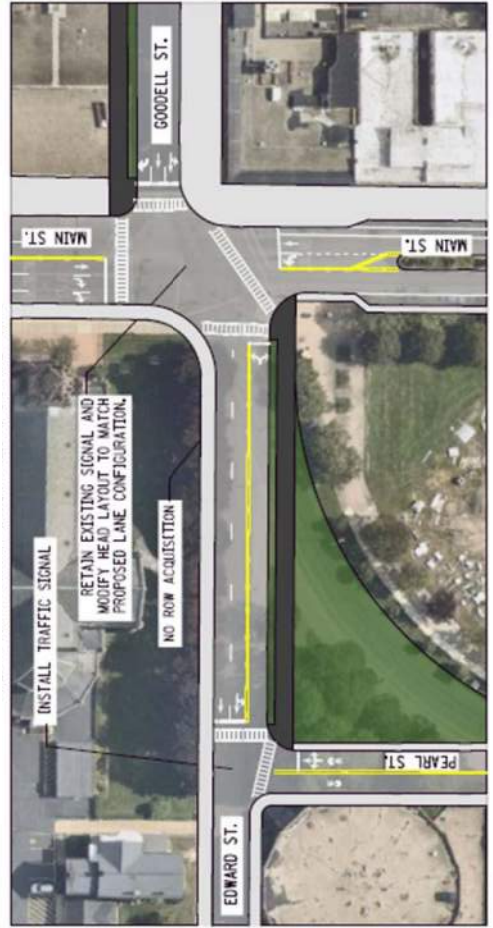 GOODELL ST.
MAIN ST.
MAIN ST.
RETAIN EXISTING SIGNAL AND
MODIFY HEAD LAYOUT TO MATCH
PROPOSED LANE CONFIGURATION.
NO ROW ACQUISITION
INSTALL TRAFFIC SIGNAL
PEARL ST.
EDWARD ST.